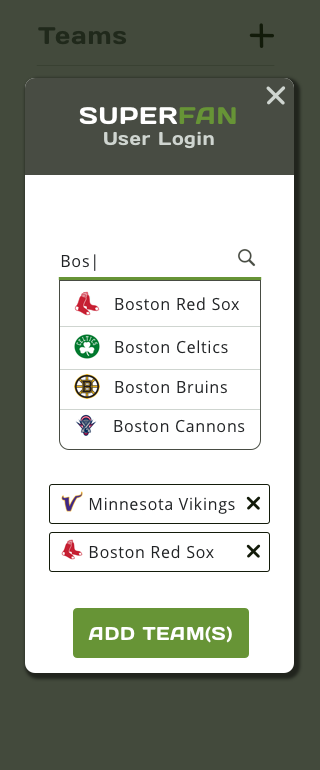 Teams
SUPERFAN
User Login
Bos
Boston Red Sox
Boston Celtics
Boston Bruins
Boston Cannons
Minnesota Vikings
Boston Red Sox
ADD TEAM(S)